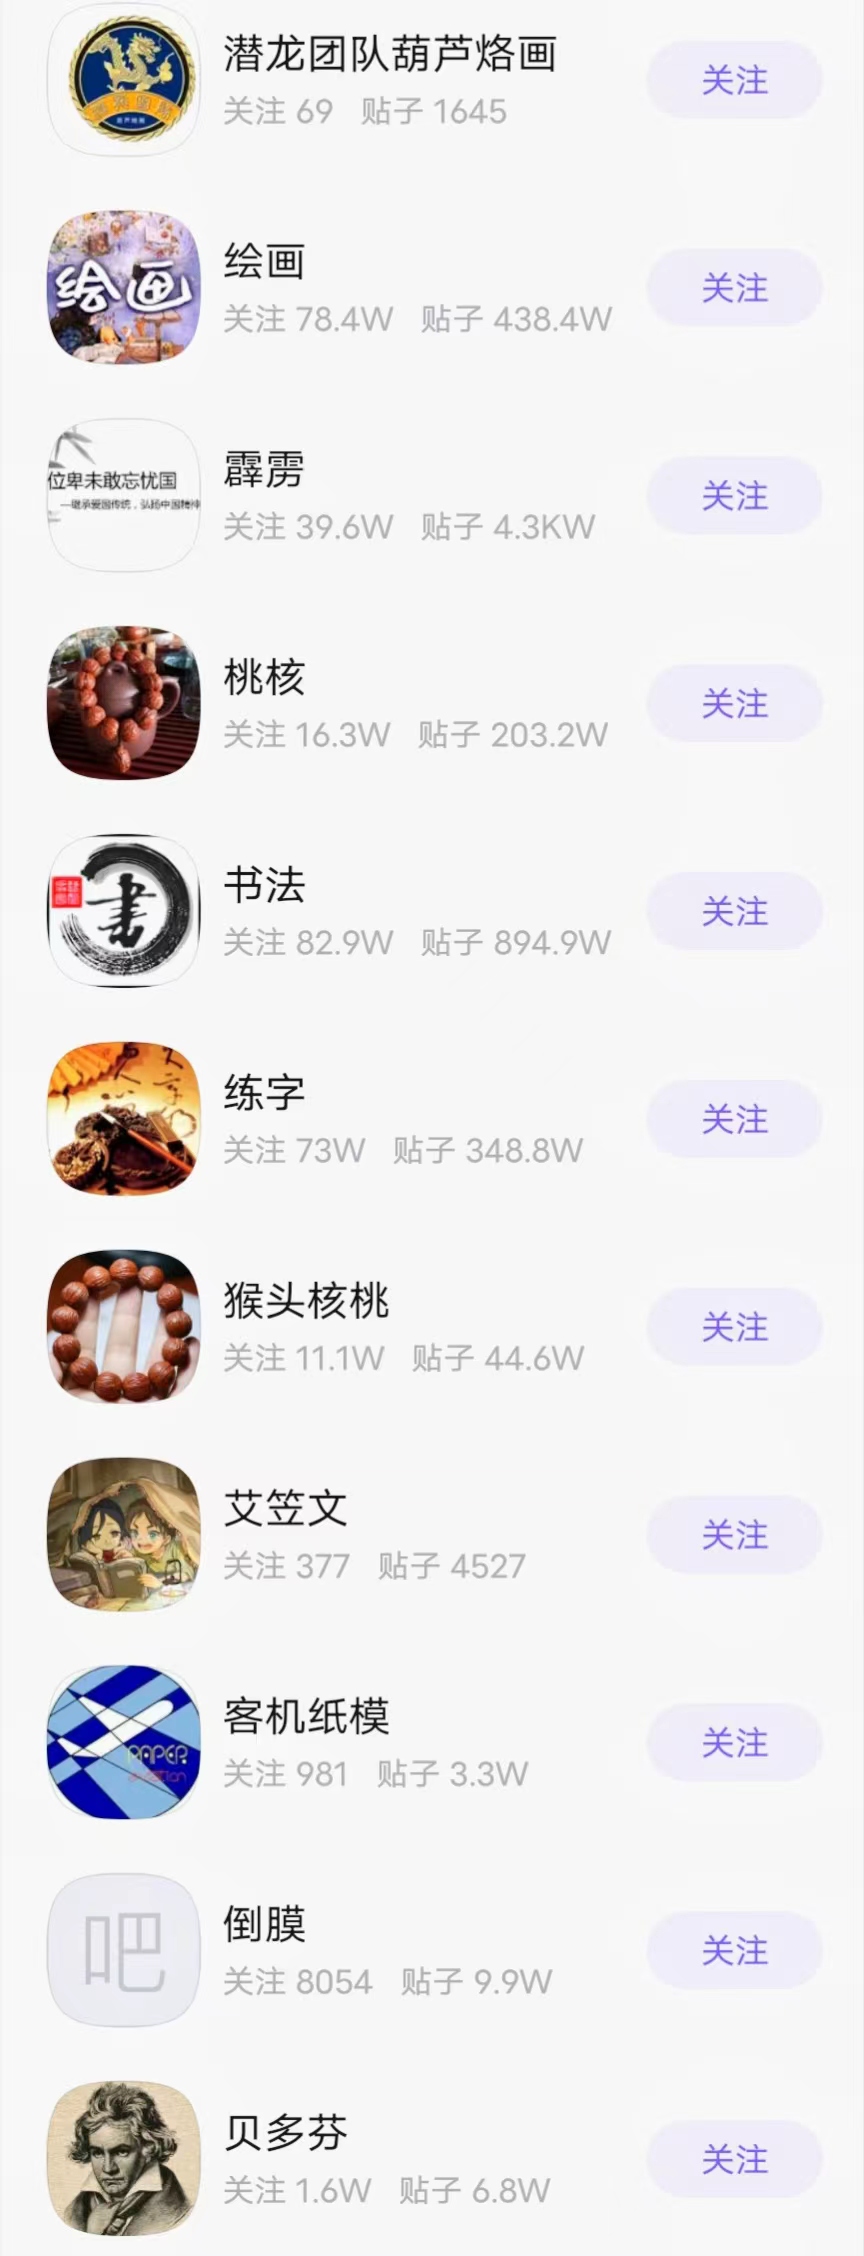 潜龙团队葫芦烙画
关注 69 贴子 1645
关注
绘画
绘画
关注 78.4W 贴子 438.4W
关注
位卑未敢忘忧国
—继承爱国传统，弘扬中国精神
霹雳
关注 39.6W 贴子 4.3KW
关注
桃核
关注 16.3W 贴子 203.2W
关注
書
书法
关注 82.9W 贴子 894.9W
关注
练字
关注 73W 贴子 348.8W
关注
猴头核桃
关注 11.1W 贴子 44.6W
关注
艾笠文
关注 377 贴子 4527
关注
PAPER
客机纸模
关注 981 贴子 3.3W
关注
吧
倒膜
关注 8054 贴子 9.9W
关注
贝多芬
关注 1.6W 贴子 6.8W
关注